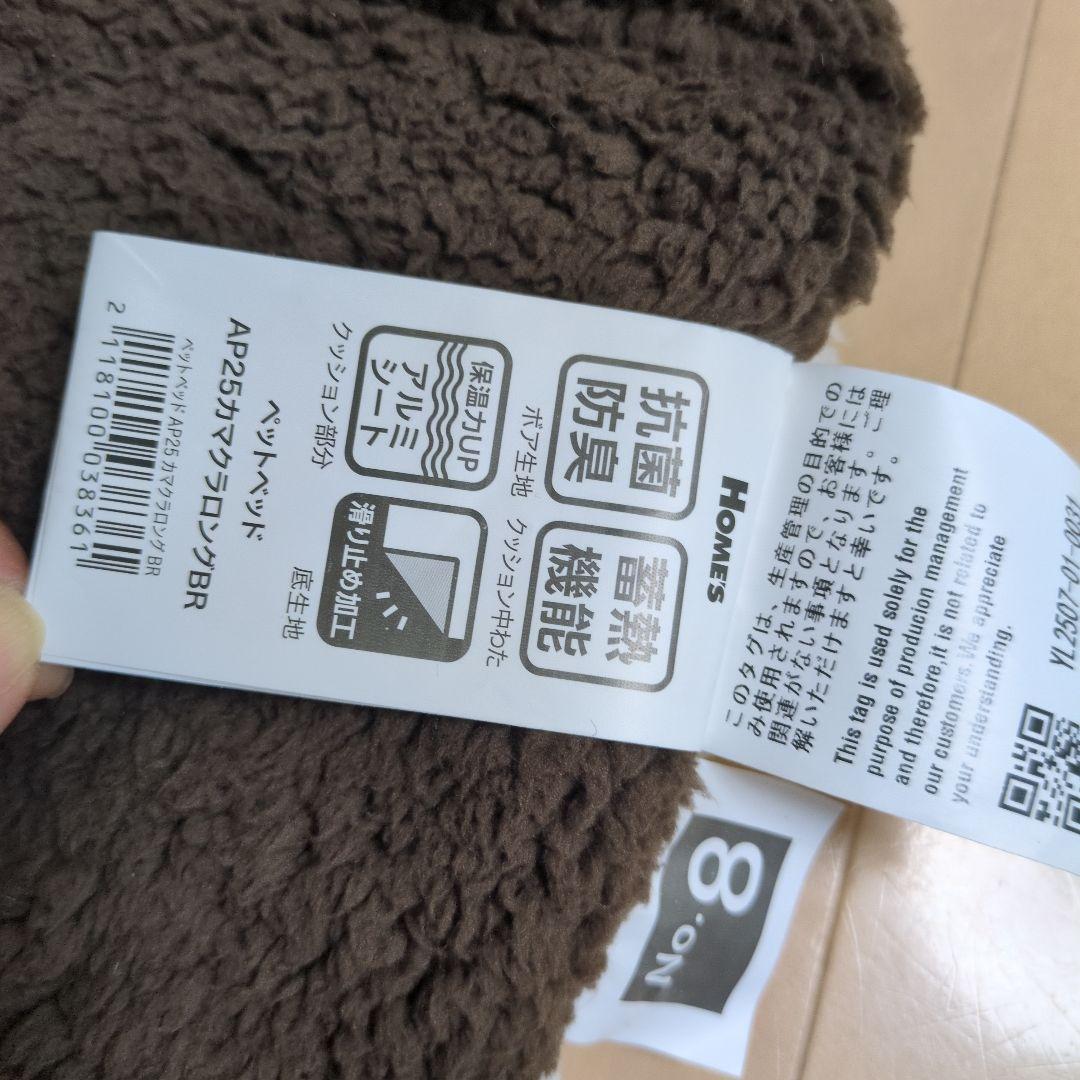 HOMES
抗菌
防臭
ボア生地
蓄熱
機能
クッション中わた
保温力UP
アルミ
シート
クッション部分
滑り止め加工
底生地
ペットベッド
AP25カマクラロングBR
ペットベッド AP25 カマクラロングBR
2 118100 038361
このタグは、生産管理の目的での
み使用されますので、お客様には
関連がない事項となります。ご理
解いただけますと幸いです。
This tag is used solely for the
purpose of producion management
and therefore,it is not related to
our customers. We appreciate
your understanding.
YL2507-01-0031
No. 8